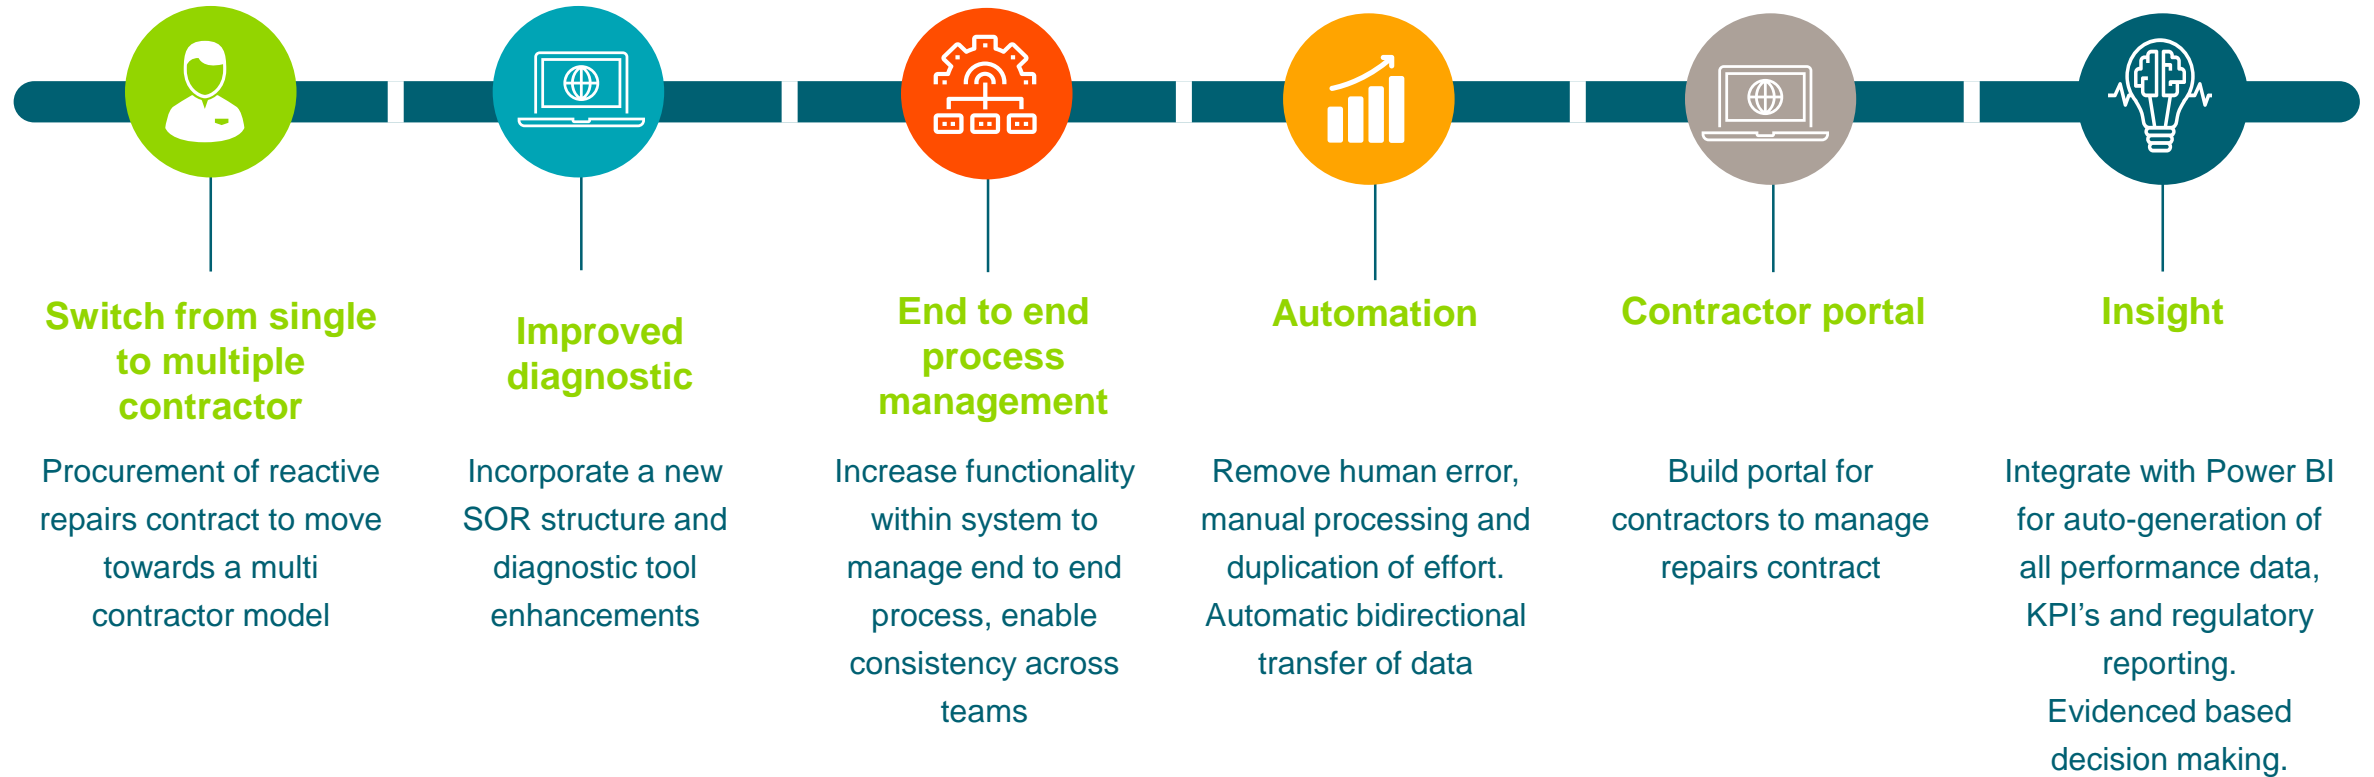 Switch from single
to multiple
contractor
Procurement of reactive
repairs contract to move
towards a multi
contractor model
Improved
diagnostic
Incorporate a new
SOR structure and
diagnostic tool
enhancements
End to end
process
management
Increase functionality
within system to
manage end to end
process, enable
consistency across
teams
Automation
Remove human error,
manual processing and
duplication of effort.
Automatic bidirectional
transfer of data
Contractor portal
Build portal for
contractors to manage
repairs contract
Insight
Integrate with Power BI
for auto-generation of
all performance data,
KPI’s and regulatory
reporting.
Evidenced based
decision making.